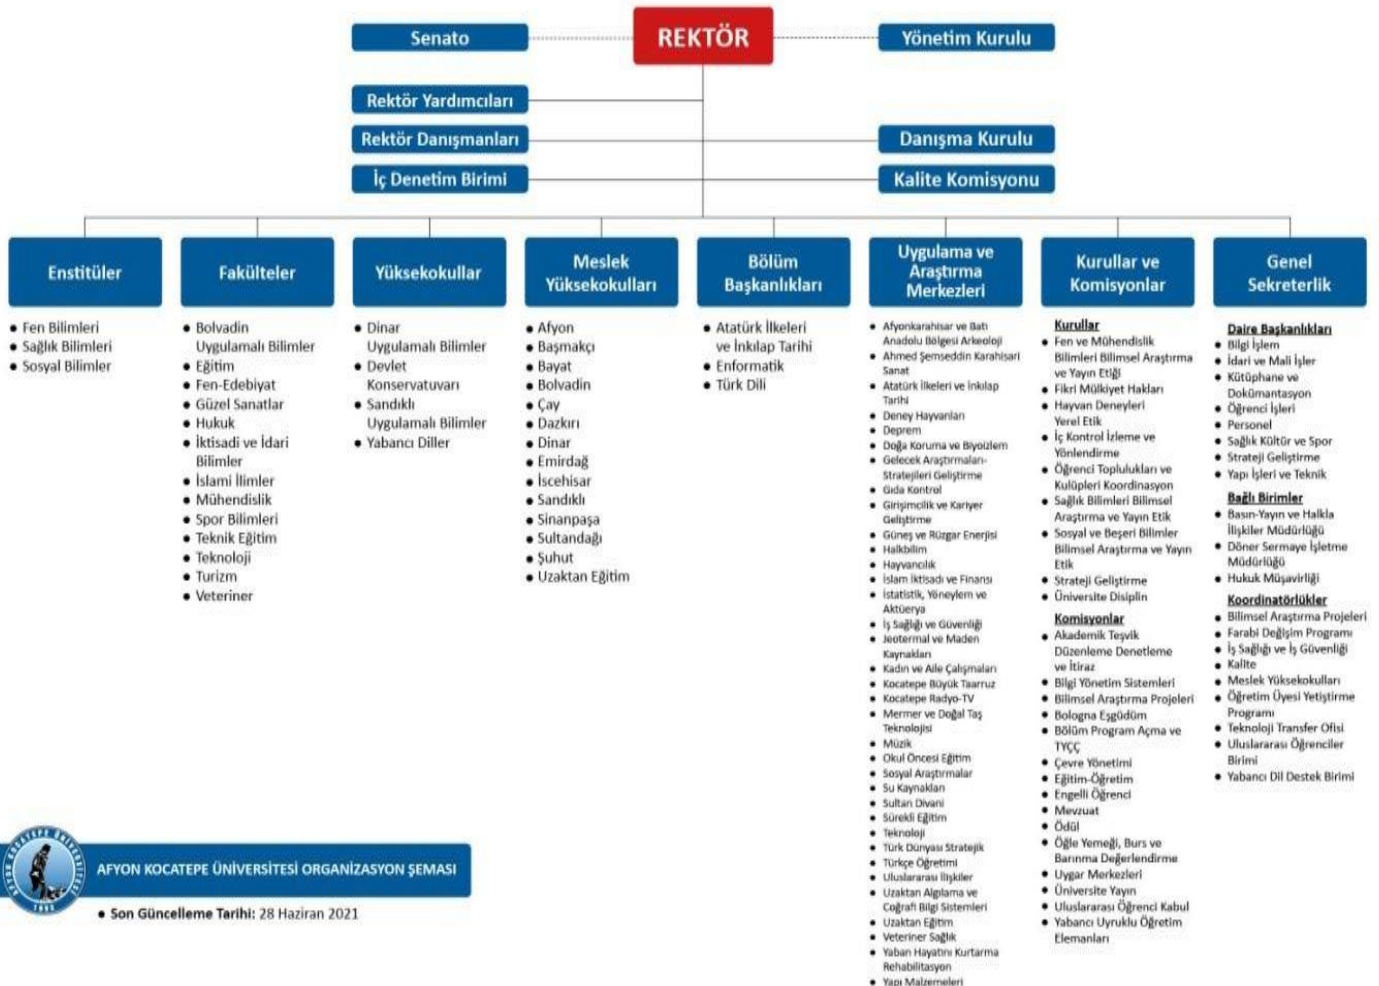 Senato
REKTÖR
Yönetim Kurulu
Rektör Yardımcıları
Rektör Danışmanları
Danışma Kurulu
İç Denetim Birimi
Kalite Komisyonu
Enstitüler
• Fen Bilimleri
• Sağlık Bilimleri
• Sosyal Bilimler
Fakülteler
• Bolvadin
Uygulamalı Bilimler
• Eğitim
• Fen-Edebiyat
• Güzel Sanatlar
• Hukuk
• İktisadi ve İdari
Bilimler
• İslami İlimler
• Mühendislik
• Spor Bilimleri
• Teknik Eğitim
• Teknoloji
• Turizm
• Veteriner
Yüksekokullar
• Dinar
Uygulamalı Bilimler
• Devlet
Konservatuvarı
• Sandıklı
Uygulamalı Bilimler
• Yabancı Diller
Meslek
Yüksekokulları
• Afyon
• Başmakçı
• Bayat
• Bolvadin
• Çay
• Dazkırı
• Dinar
• Emirdağ
• İscehisar
• Sandıklı
• Sinanpaşa
• Sultandağı
• Şuhut
• Uzaktan Eğitim
Bölüm
Başkanlıkları
• Atatürk İlkeleri
ve İnkılap Tarihi
• Enformatik
• Türk Dili
Uygulama ve
Araştırma
Merkezleri
• Afyonkarahisar ve Batı
Anadolu Bölgesi Arkeoloji
• Ahmed Şemseddin Karahisari
Sanat
• Atatürk İlkeleri ve İnkılap
Tarihi
• Deney Hayvanları
• Deprem
• Doğa Koruma ve Biyoizlem
• Gelecek Araştırmaları-
Stratejileri Geliştirme
• Gıda Kontrol
• Girişimcilik ve Kariyer
Geliştirme
• Güneş ve Rüzgar Enerjisi
• Halkbilim
• Hayvancılık
• İslam İktisadı ve Finansı
• İstatistik, Yöneylem ve
Aktüerya
• İş Sağlığı ve Güvenliği
• Jeotermal ve Maden
Kaynakları
• Kadın ve Aile Çalışmaları
• Kocatepe Büyük Taarruz
• Kocatepe Radyo-TV
• Mermer ve Doğal Taş
Teknolojisi
• Müzik
• Okul Öncesi Eğitim
• Sosyal Araştırmalar
• Su Kaynakları
• Sultan Divani
• Sürekli Eğitim
• Teknoloji
• Türk Dünyası Stratejik
• Türkçe Öğretimi
• Uluslararası İlişkiler
• Uzaktan Algılama ve
Coğrafi Bilgi Sistemleri
• Uzaktan Eğitim
• Veteriner Sağlık
• Yaban Hayatını Kurtarma
Rehabilitasyon
• Yapı Malzemeleri
Kurullar ve
Komisyonlar
Kurullar
• Fen ve Mühendislik
Bilimleri Bilimsel Araştırma
ve Yayın Etiği
• Fikri Mülkiyet Hakları
• Hayvan Deneyleri
Yerel Etik
• İç Kontrol İzleme ve
Yönlendirme
• Öğrenci Toplulukları ve
Kulüpleri Koordinasyon
• Sağlık Bilimleri Bilimsel
Araştırma ve Yayın Etik
• Sosyal ve Beşeri Bilimler
Bilimsel Araştırma ve Yayın
Etik
• Strateji Geliştirme
• Üniversite Disiplin
Komisyonlar
• Akademik Teşvik
Düzenleme Denetleme
ve İtiraz
• Bilgi Yönetim Sistemleri
• Bilimsel Araştırma Projeleri
• Bologna Eşgüdüm
• Bölüm Program Açma ve
TYÇÇ
• Çevre Yönetimi
• Eğitim-Öğretim
• Engelli Öğrenci
• Mevzuat
• Ödül
• Öğle Yemeği, Burs ve
Barınma Değerlendirme
• Uygar Merkezleri
• Üniversite Yayın
• Uluslararası Öğrenci Kabul
• Yabancı Uyruklu Öğretim
Elemanları
Genel
Sekreterlik
Daire Başkanlıkları
• Bilgi İşlem
• İdari ve Mali İşler
• Kütüphane ve
Dokümantasyon
• Öğrenci İşleri
• Personel
• Sağlık Kültür ve Spor
• Strateji Geliştirme
• Yapı İşleri ve Teknik
Bağlı Birimler
• Basın-Yayın ve Halkla
İlişkiler Müdürlüğü
• Döner Sermaye İşletme
Müdürlüğü
• Hukuk Müşavirliği
Koordinatörlükler
• Bilimsel Araştırma Projeleri
• Farabi Değişim Programı
• İş Sağlığı ve İş Güvenliği
• Kalite
• Meslek Yüksekokulları
• Öğretim Üyesi Yetiştirme
Programı
• Teknoloji Transfer Ofisi
• Uluslararası Öğrenciler
Birimi
• Yabancı Dil Destek Birimi
AFYON KOCATEPE ÜNİVERSİTESİ
1992
AFYON KOCATEPE ÜNİVERSİTESİ ORGANİZASYON ŞEMASI
• Son Güncelleme Tarihi: 28 Haziran 2021